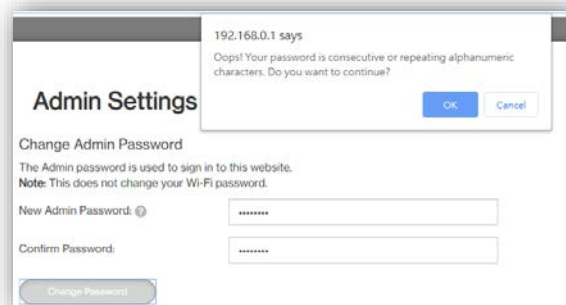 192.168.0.1 says
Oops! Your password is consecutive or repeating alphanumeric
characters. Do you want to continue?
OK Cancel
Admin Settings
Change Admin Password
The Admin password is used to sign in to this website.
Note: This does not change your Wi-Fi password.
New Admin Password: ? ••••••••
Confirm Password: ••••••••
Change Password